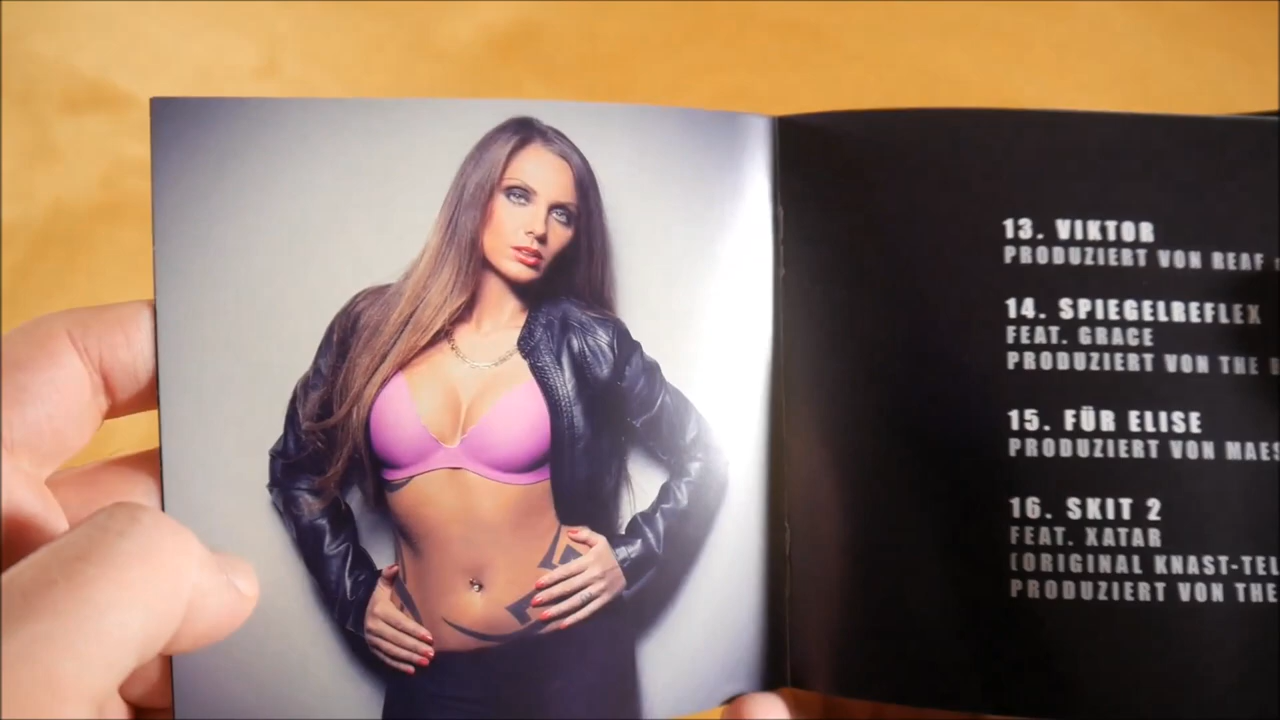 13. VIKTOR
PRODUZIERT VON REAF
14. SPIEGELREFLEX
FEAT. GRACE
PRODUZIERT VON THE
15. FÜR ELISE
PRODUZIERT VON MAES
16. SKIT 2
FEAT. XATAR
(ORIGINAL KNAST-TEL
PRODUZIERT VON THE